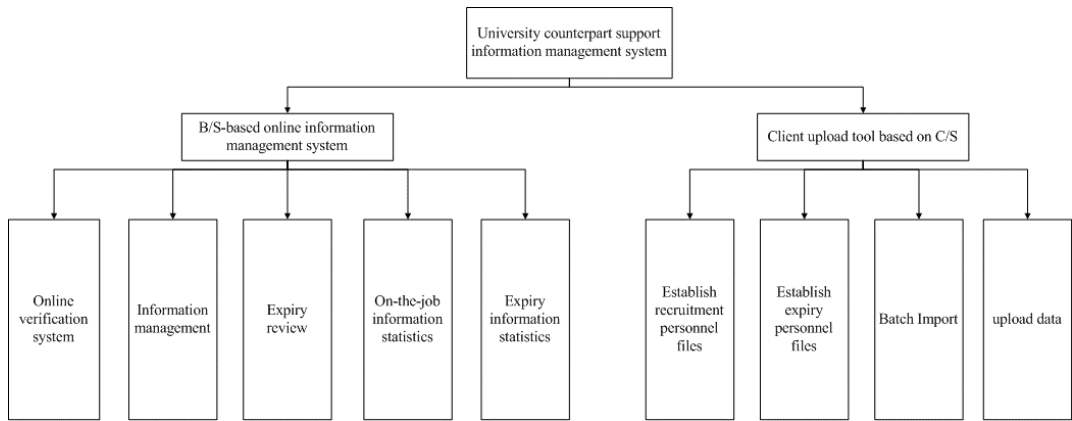 University counterpart support
information management system
B/S-based online information
management system
Client upload tool based on C/S
Online
verification
system
Information
management
Expiry
review
On-the-job
information
statistics
Expiry
information
statistics
Establish
recruitment
personnel
files
Establish
expiry
personnel
files
Batch Import
upload data